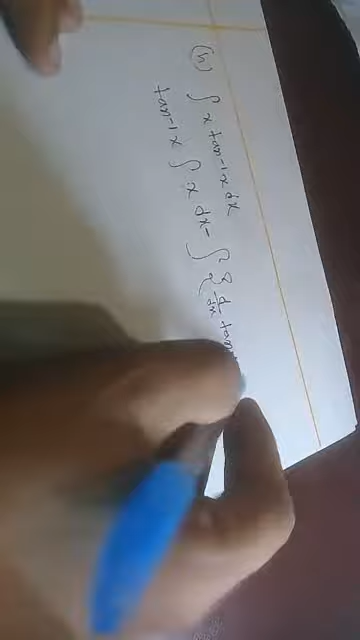 (h) ∫ x tan-1x dx
tan-1x ∫ x dx - ∫ { d/dx tan